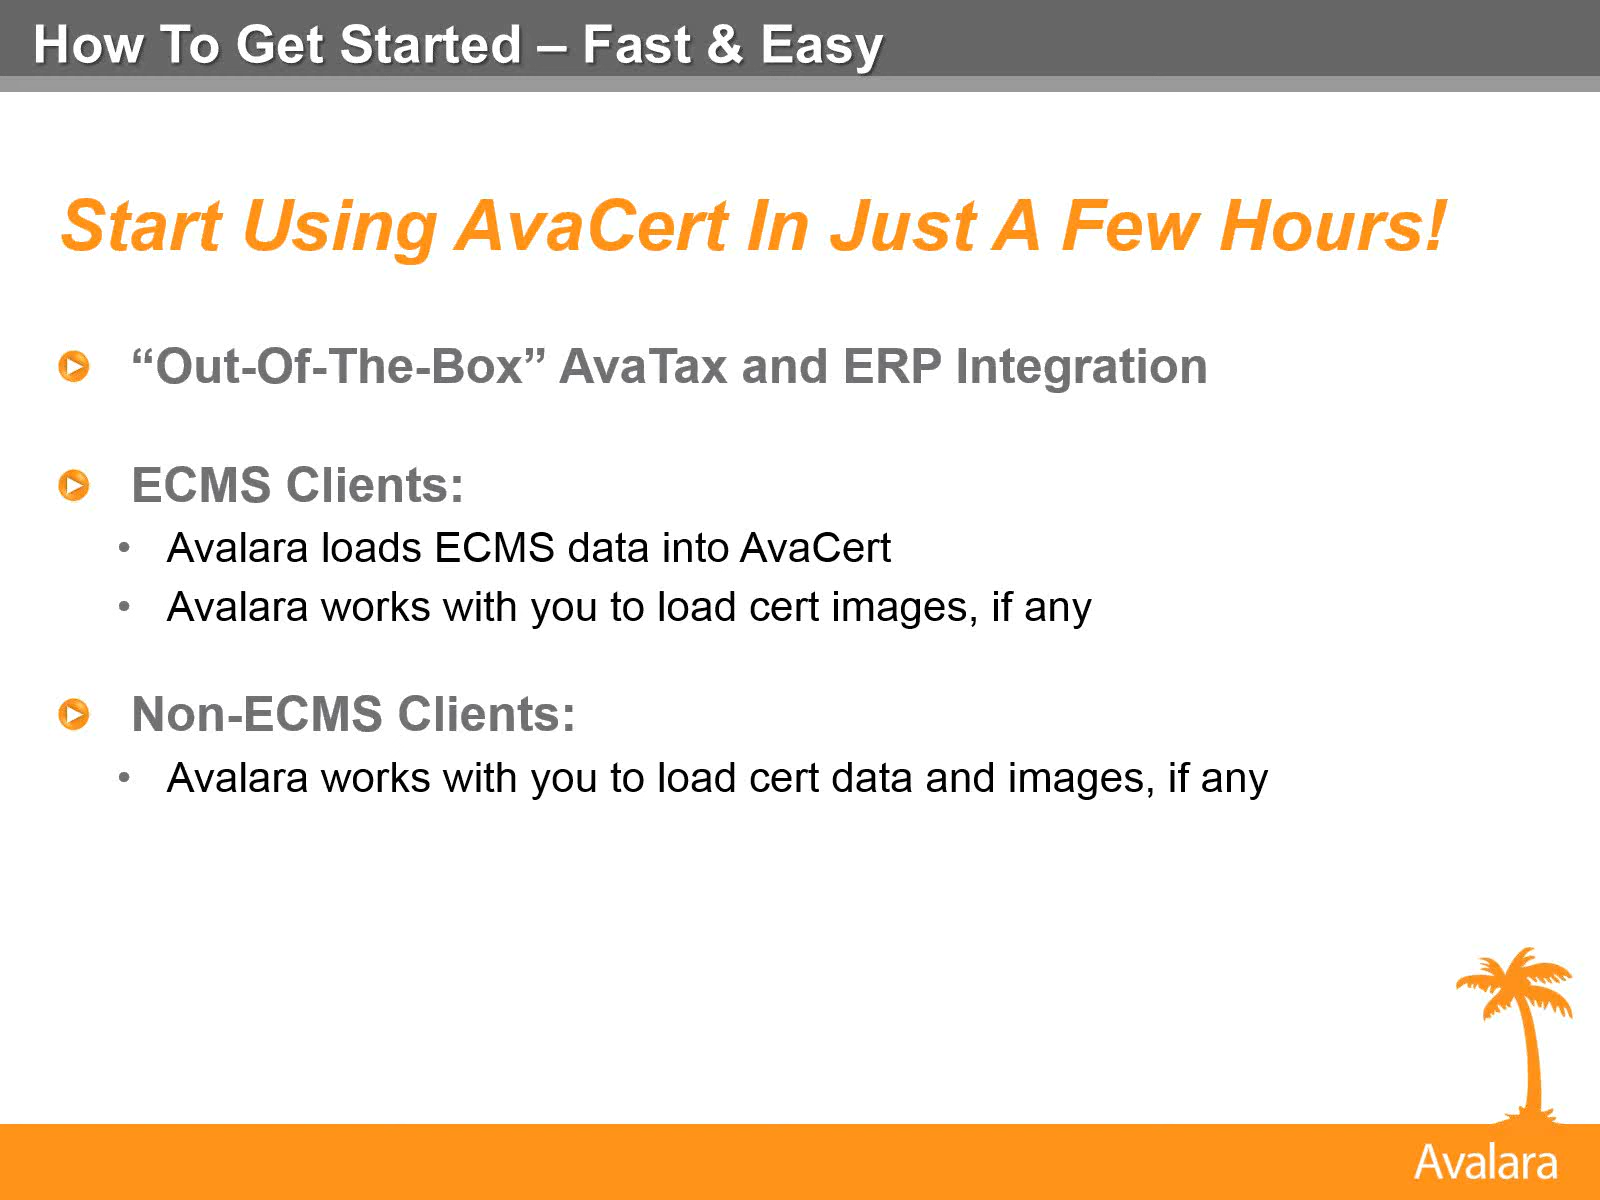 How To Get Started – Fast & Easy
Start Using AvaCert In Just A Few Hours!
“Out-Of-The-Box” AvaTax and ERP Integration
ECMS Clients:
• Avalara loads ECMS data into AvaCert
• Avalara works with you to load cert images, if any
Non-ECMS Clients:
• Avalara works with you to load cert data and images, if any
Avalara